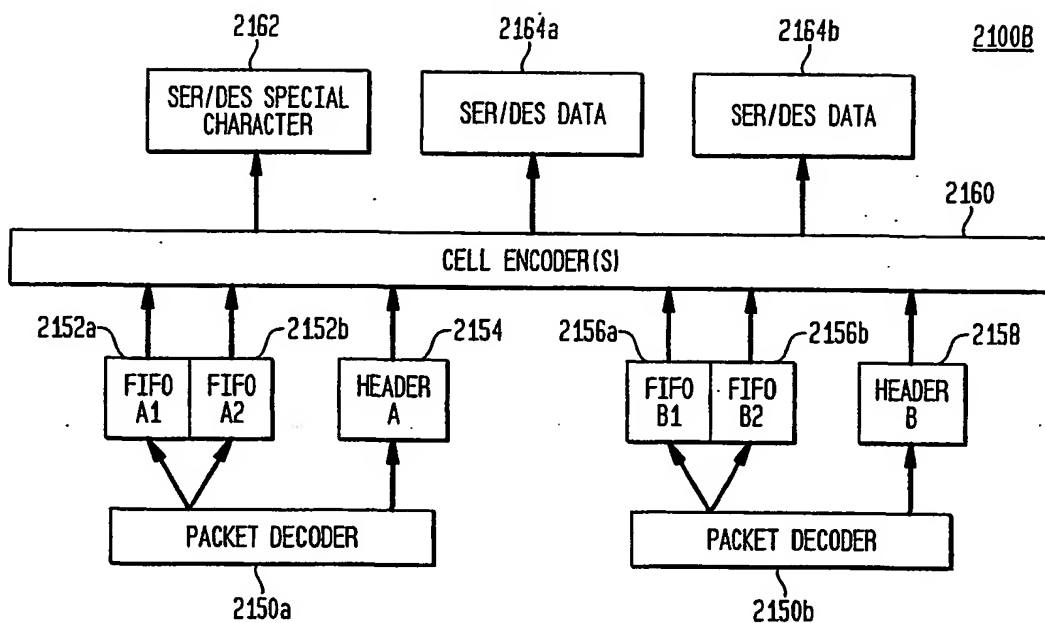 2162
2164a
2164b
2100B
SER/DES SPECIAL
CHARACTER
SER/DES DATA
SER/DES DATA
2160
CELL ENCODER(S)
2152a
2152b
2154
2156a
2156b
2158
FIFO
A1
FIFO
A2
HEADER
A
FIFO
B1
FIFO
B2
HEADER
B
PACKET DECODER
PACKET DECODER
2150a
2150b